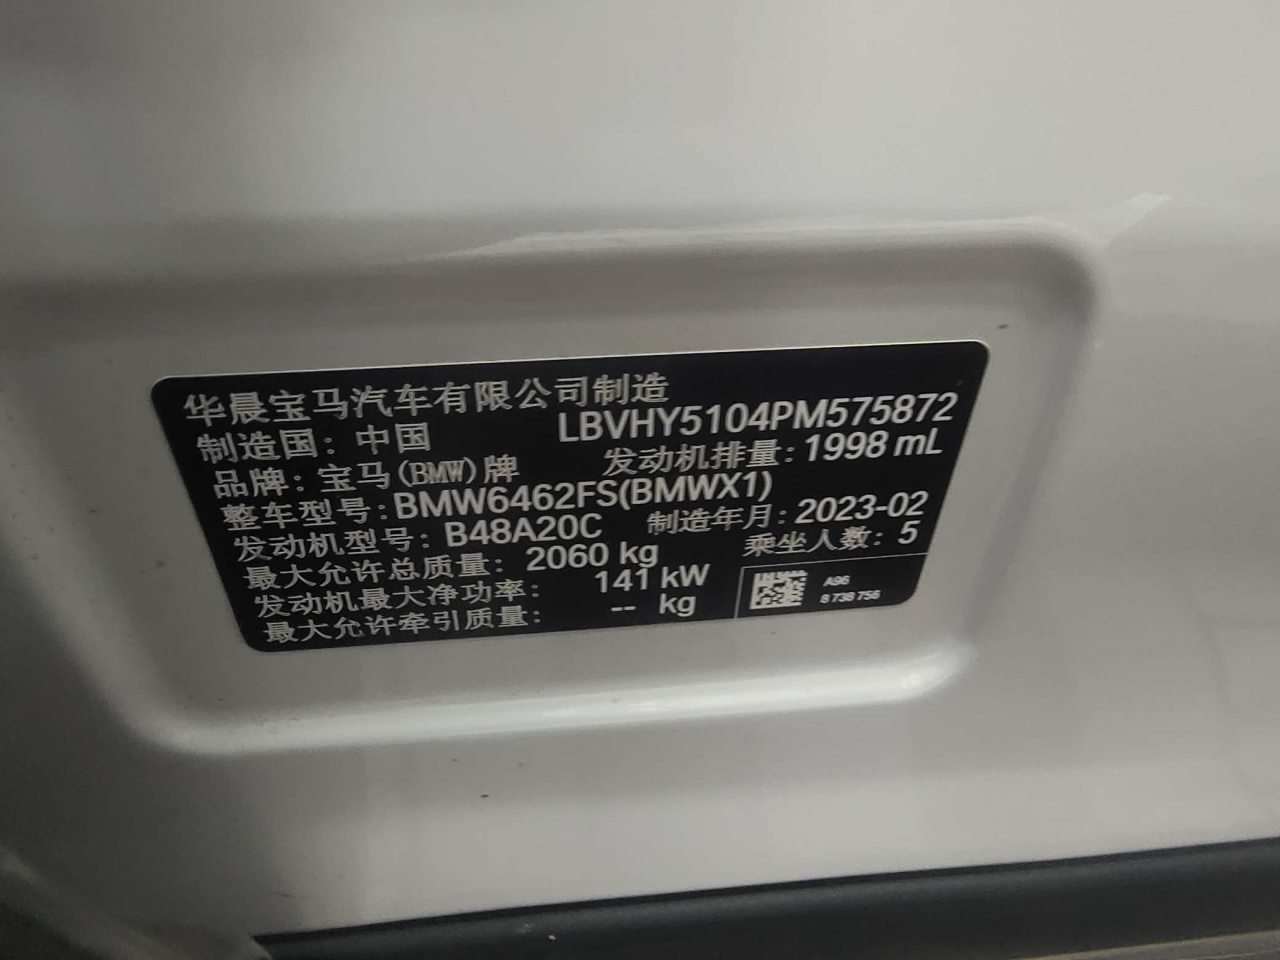 华晨宝马汽车有限公司制造
制造国：中国 LBVHY5104PM575872
品牌：宝马(BMW)牌 发动机排量：1998 mL
整车型号：BMW6462FS(BMWX1)
发动机型号：B48A20C 制造年月：2023-02
最大允许总质量：2060 kg 乘坐人数：5
发动机最大净功率：141 kW
最大允许牵引质量：-- kg
A96
8 738 756